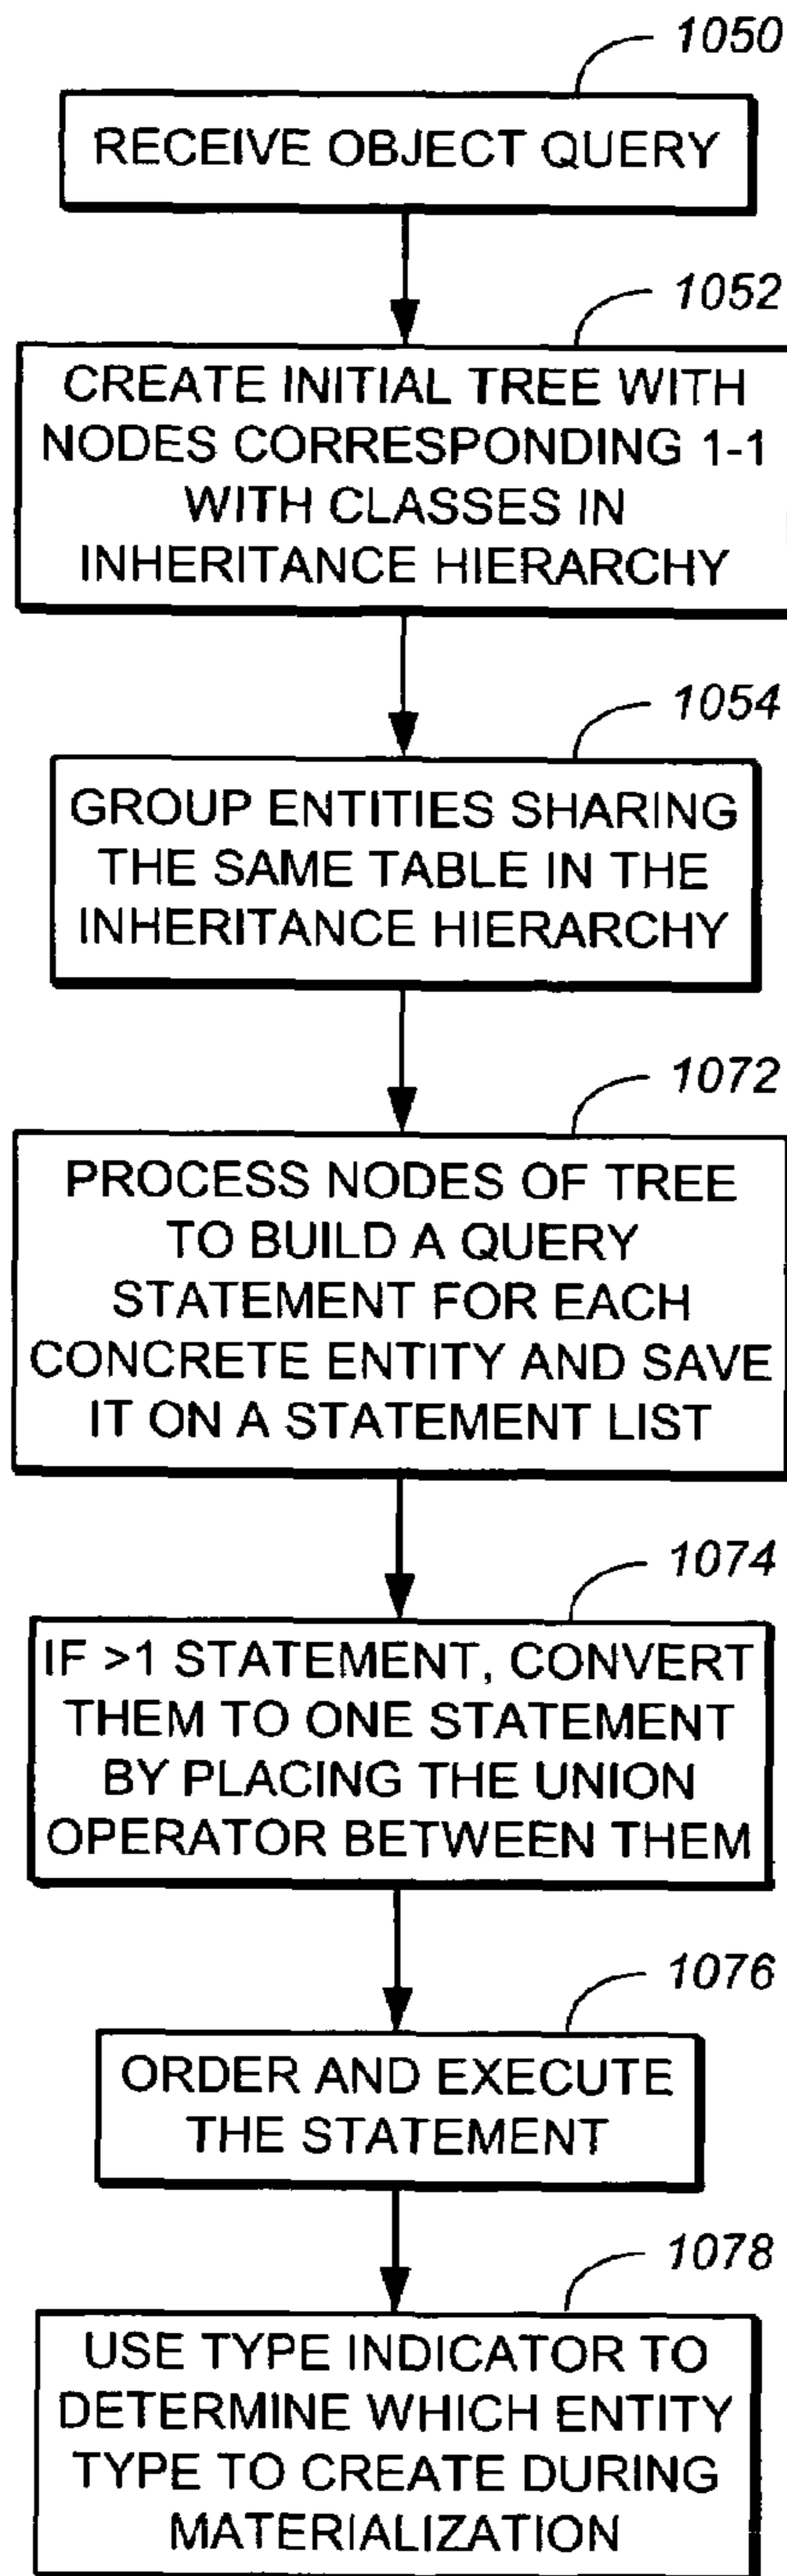 1050
RECEIVE OBJECT QUERY
1052
CREATE INITIAL TREE WITH
NODES CORRESPONDING 1-1
WITH CLASSES IN
INHERITANCE HIERARCHY
1054
GROUP ENTITIES SHARING
THE SAME TABLE IN THE
INHERITANCE HIERARCHY
1072
PROCESS NODES OF TREE
TO BUILD A QUERY
STATEMENT FOR EACH
CONCRETE ENTITY AND SAVE
IT ON A STATEMENT LIST
1074
IF >1 STATEMENT, CONVERT
THEM TO ONE STATEMENT
BY PLACING THE UNION
OPERATOR BETWEEN THEM
1076
ORDER AND EXECUTE
THE STATEMENT
1078
USE TYPE INDICATOR TO
DETERMINE WHICH ENTITY
TYPE TO CREATE DURING
MATERIALIZATION